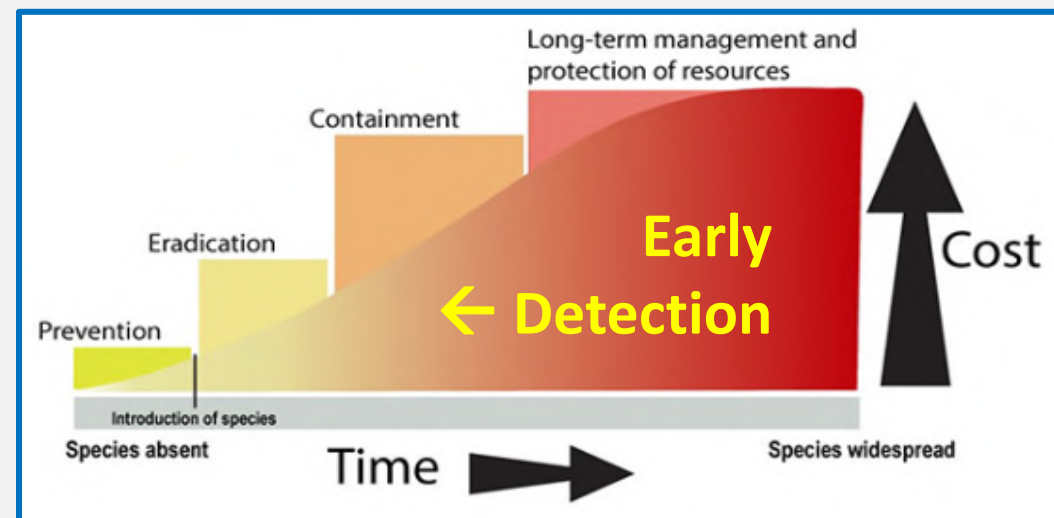 Long-term management and
protection of resources
Containment
Eradication
Prevention
Early
← Detection
Cost
Introduction of species
Species absent
Species widespread
Time